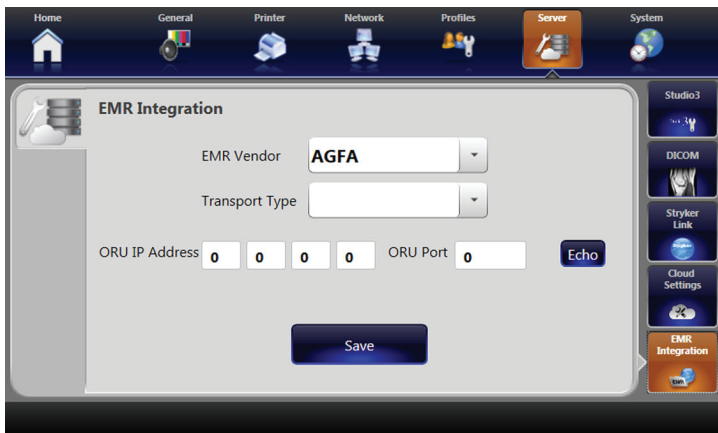 Home General Printer Network Profiles Server System
EMR Integration
EMR Vendor AGFA
Transport Type
ORU IP Address 0 0 0 0 ORU Port 0 Echo
Save
Studio3
DICOM
Stryker
Link
Cloud
Settings
EMR
Integration
EMR